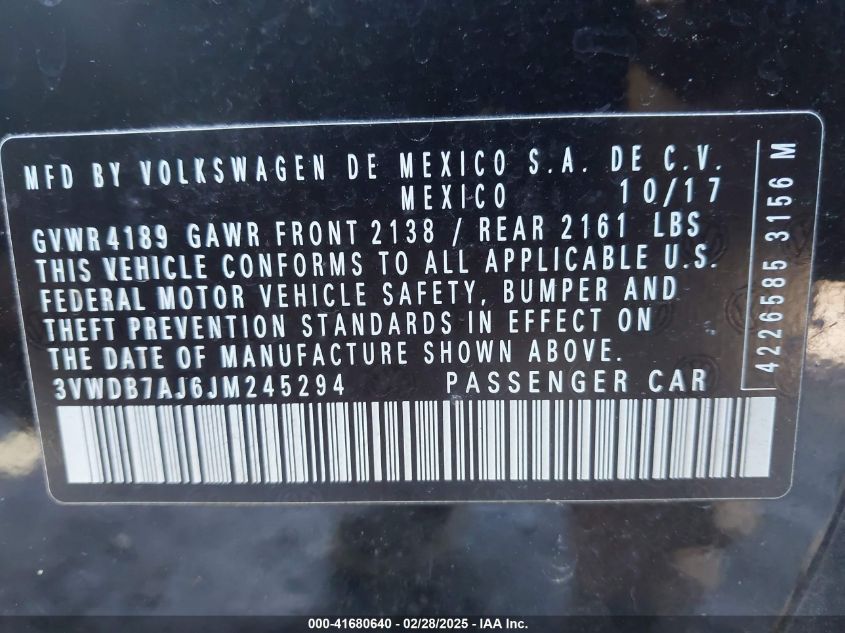 MFD BY VOLKSWAGEN DE MEXICO S.A. DE C.V.
MEXICO 10/17
GVWR 4189 GAWR FRONT 2138 / REAR 2161 LBS
THIS VEHICLE CONFORMS TO ALL APPLICABLE U.S.
FEDERAL MOTOR VEHICLE SAFETY, BUMPER AND
THEFT PREVENTION STANDARDS IN EFFECT ON
THE DATE OF MANUFACTURE SHOWN ABOVE.
3VWDB7AJ6JM245294 PASSENGER CAR
4226585 3156 M
000-41680640 - 02/28/2025 - IAA Inc.